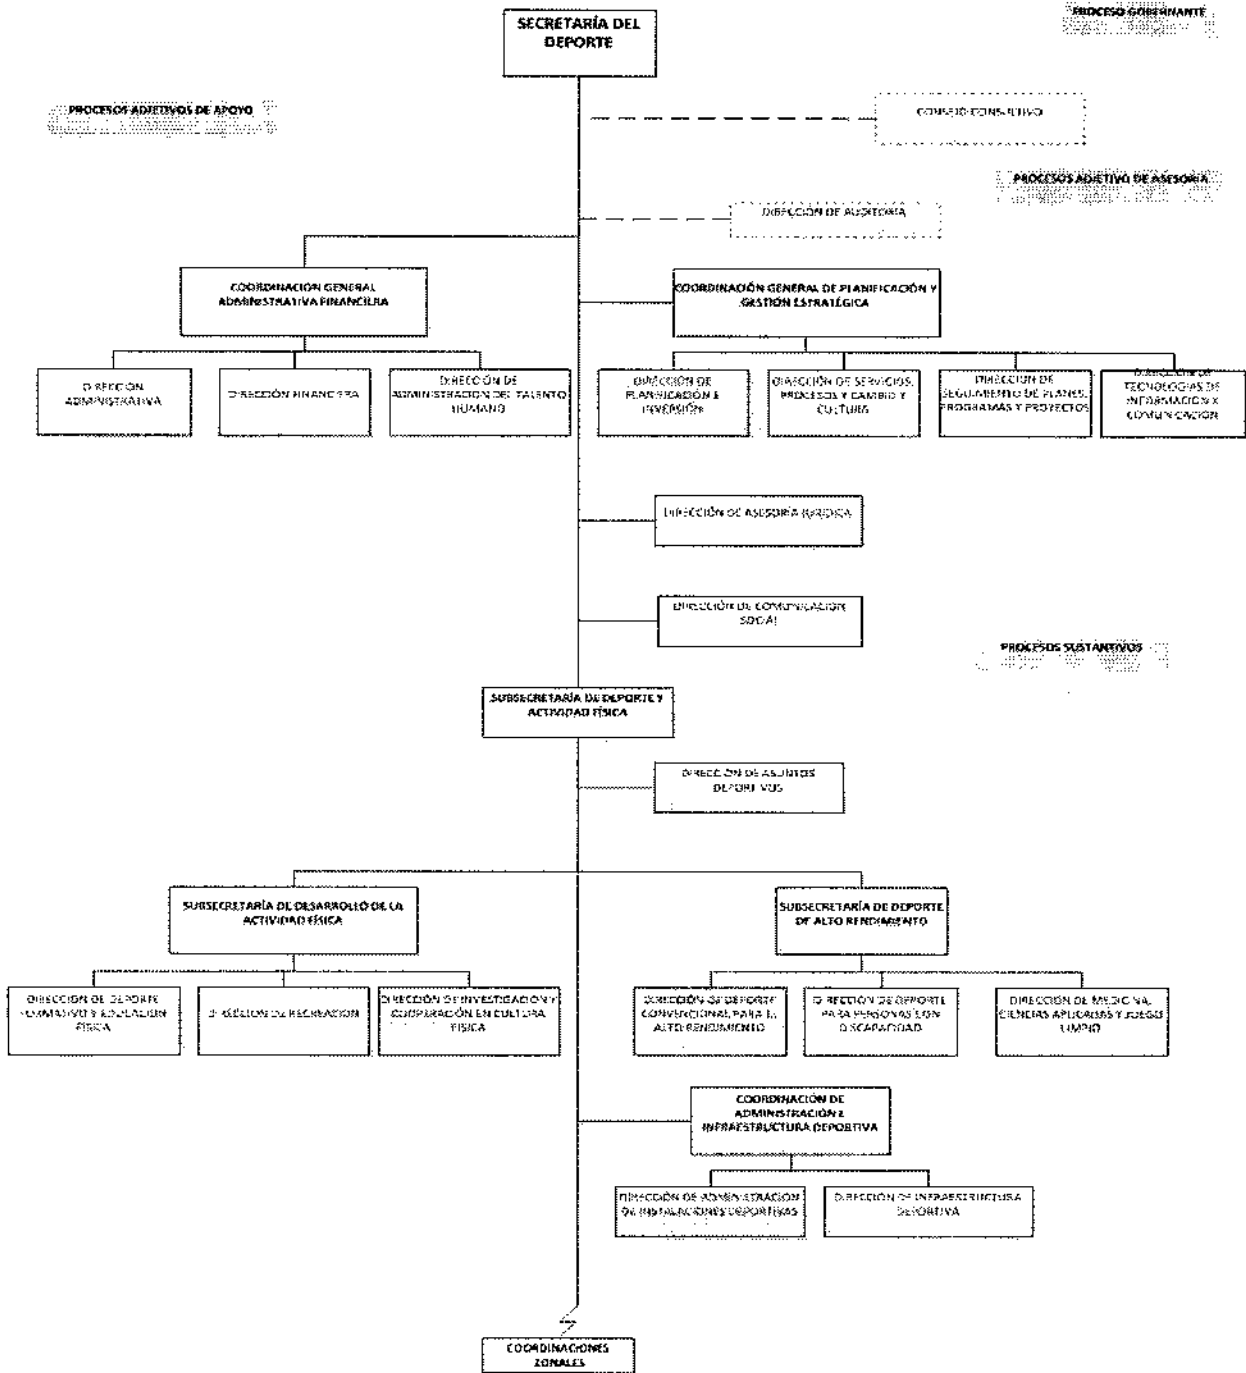 SECRETARÍA DEL
DEPORTE
PROCESO GOBERNANTE
PROCESOS ADJETIVOS DE APOYO
CONSEJO CONSULTIVO
PROCESOS ADJETIVO DE ASESORÍA
DIRECCIÓN DE AUDITORÍA
COORDINACIÓN GENERAL
ADMINISTRATIVA FINANCIERA
COORDINACIÓN GENERAL DE PLANIFICACIÓN Y
GESTIÓN ESTRATÉGICA
DIRECCIÓN
ADMINISTRATIVA
DIRECCIÓN FINANCIERA
DIRECCIÓN DE
ADMINISTRACIÓN DEL TALENTO
HUMANO
DIRECCIÓN DE
PLANIFICACIÓN E
INVERSIÓN
DIRECCIÓN DE SERVICIOS,
PROCESOS Y CAMBIO Y
CULTURA
DIRECCIÓN DE
SEGUIMIENTO DE PLANES,
PROGRAMAS Y PROYECTOS
DIRECCIÓN DE
TECNOLOGÍAS DE
INFORMACIÓN Y
COMUNICACIÓN
DIRECCIÓN DE ASESORÍA JURÍDICA
DIRECCIÓN DE COMUNICACIÓN
SOCIAL
PROCESOS SUSTANTIVOS
SUBSECRETARÍA DE DEPORTE Y
ACTIVIDAD FÍSICA
DIRECCIÓN DE ASUNTOS
DEPORTIVOS
SUBSECRETARÍA DE DESARROLLO DE LA
ACTIVIDAD FÍSICA
SUBSECRETARÍA DE DEPORTE
DE ALTO RENDIMIENTO
DIRECCIÓN DE DEPORTE
FORMATIVO Y EDUCACIÓN
FÍSICA
DIRECCIÓN DE RECREACIÓN
DIRECCIÓN DE INVESTIGACIÓN Y
COOPERACIÓN EN CULTURA
FÍSICA
DIRECCIÓN DE DEPORTE
CONVENCIONAL PARA EL
ALTO RENDIMIENTO
DIRECCIÓN DE DEPORTE
PARA PERSONAS CON
DISCAPACIDAD
DIRECCIÓN DE MEDICINA,
CIENCIAS APLICADAS Y JUEGO
LIMPIO
COORDINACIÓN DE
ADMINISTRACIÓN E
INFRAESTRUCTURA DEPORTIVA
DIRECCIÓN DE ADMINISTRACIÓN
DE INSTALACIONES DEPORTIVAS
DIRECCIÓN DE INFRAESTRUCTURA
DEPORTIVA
COORDINACIONES
ZONALES